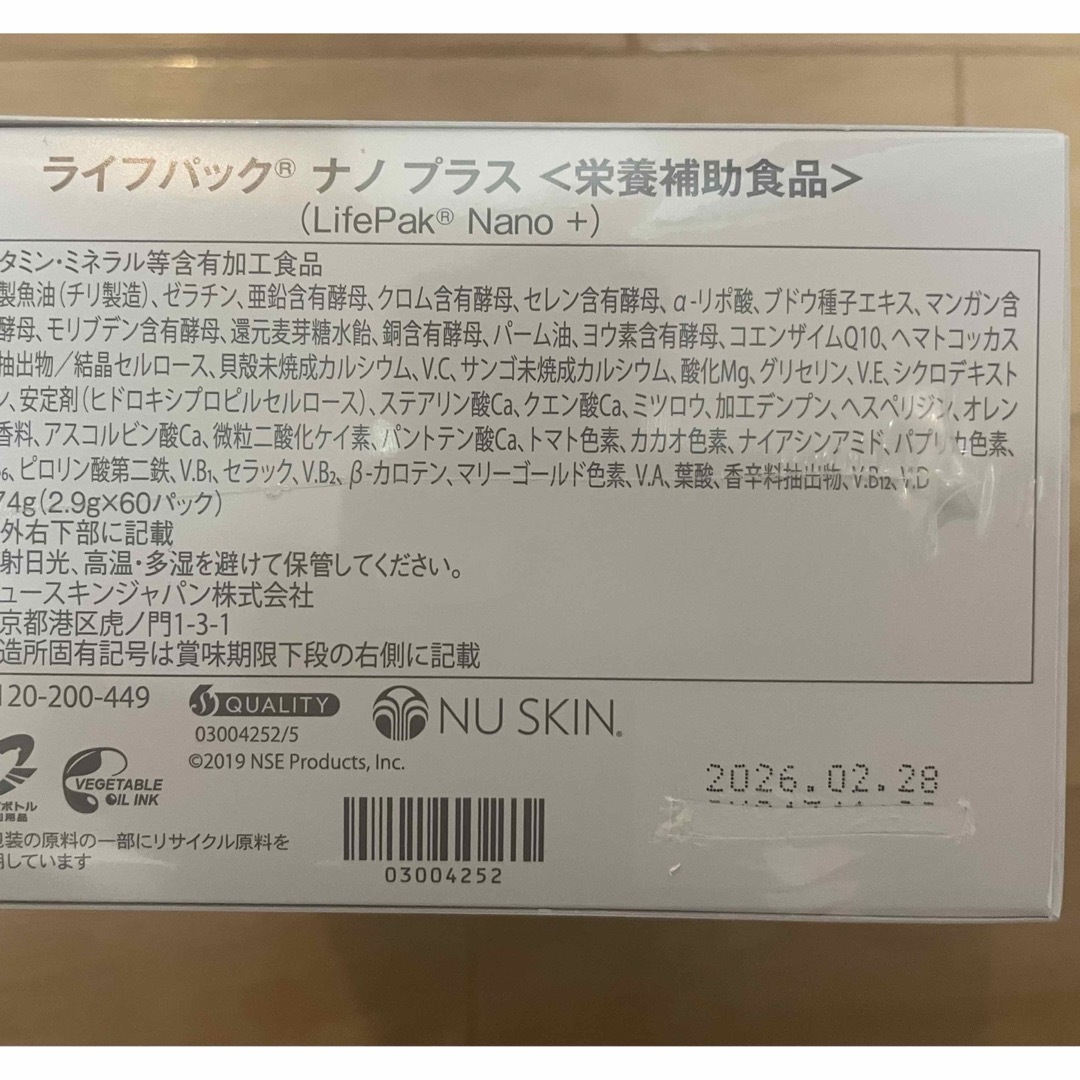 ライフパック® ナノ プラス <栄養補助食品>
(LifePak® Nano +)
タミン・ミネラル等含有加工食品
製魚油(チリ製造)、ゼラチン、亜鉛含有酵母、クロム含有酵母、セレン含有酵母、α-リポ酸、ブドウ種子エキス、マンガン含
酵母、モリブデン含有酵母、還元麦芽糖水飴、銅含有酵母、パーム油、ヨウ素含有酵母、コエンザイムQ10、ヘマトコッカス
抽出物/結晶セルロース、貝殻未焼成カルシウム、V.C、サンゴ未焼成カルシウム、酸化Mg、グリセリン、V.E、シクロデキスト
ン、安定剤(ヒドロキシプロピルセルロース)、ステアリン酸Ca、クエン酸Ca、ミツロウ、加工デンプン、ヘスペリジン、オレン
香料、アスコルビン酸Ca、微粒二酸化ケイ素、パントテン酸Ca、トマト色素、カカオ色素、ナイアシンアミド、パプリカ色素、
₆、ピロリン酸第二鉄、V.B₁、セラック、V.B₂、β-カロテン、マリーゴールド色素、V.A、葉酸、香辛料抽出物、V.B₁₂、V.D
74g(2.9g×60パック)
外右下部に記載
射日光、高温・多湿を避けて保管してください。
ュースキンジャパン株式会社
京都港区虎ノ門1-3-1
造所固有記号は賞味期限下段の右側に記載
120-200-449
QUALITY
NU SKIN®
03004252/5
©2019 NSE Products, Inc.
VEGETABLE
OIL INK
2026.02.28
ボトル
用品
包装の原料の一部にリサイクル原料を
用しています
03004252